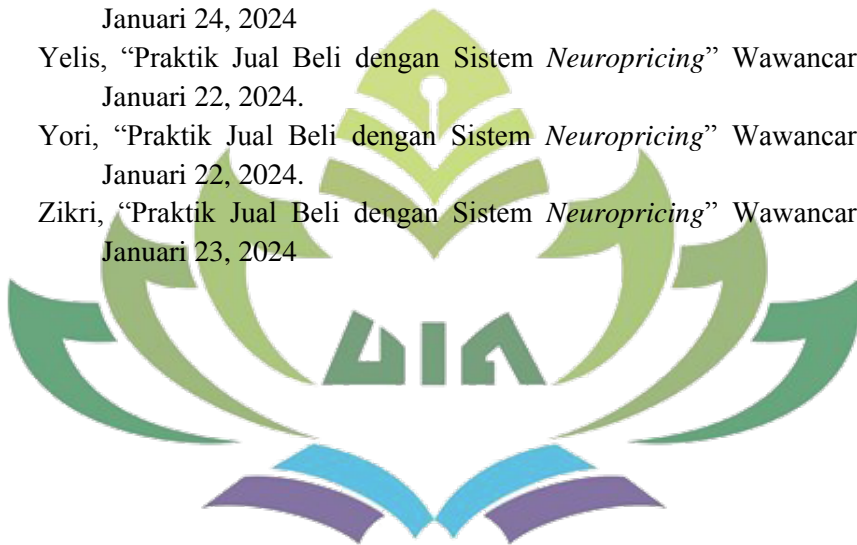 Januari 24, 2024
Yelis, “Praktik Jual Beli dengan Sistem Neuropricing” Wawancar
Januari 22, 2024.
Yori, “Praktik Jual Beli dengan Sistem Neuropricing” Wawancar
Januari 22, 2024.
Zikri, “Praktik Jual Beli dengan Sistem Neuropricing” Wawancar
Januari 23, 2024
UIN